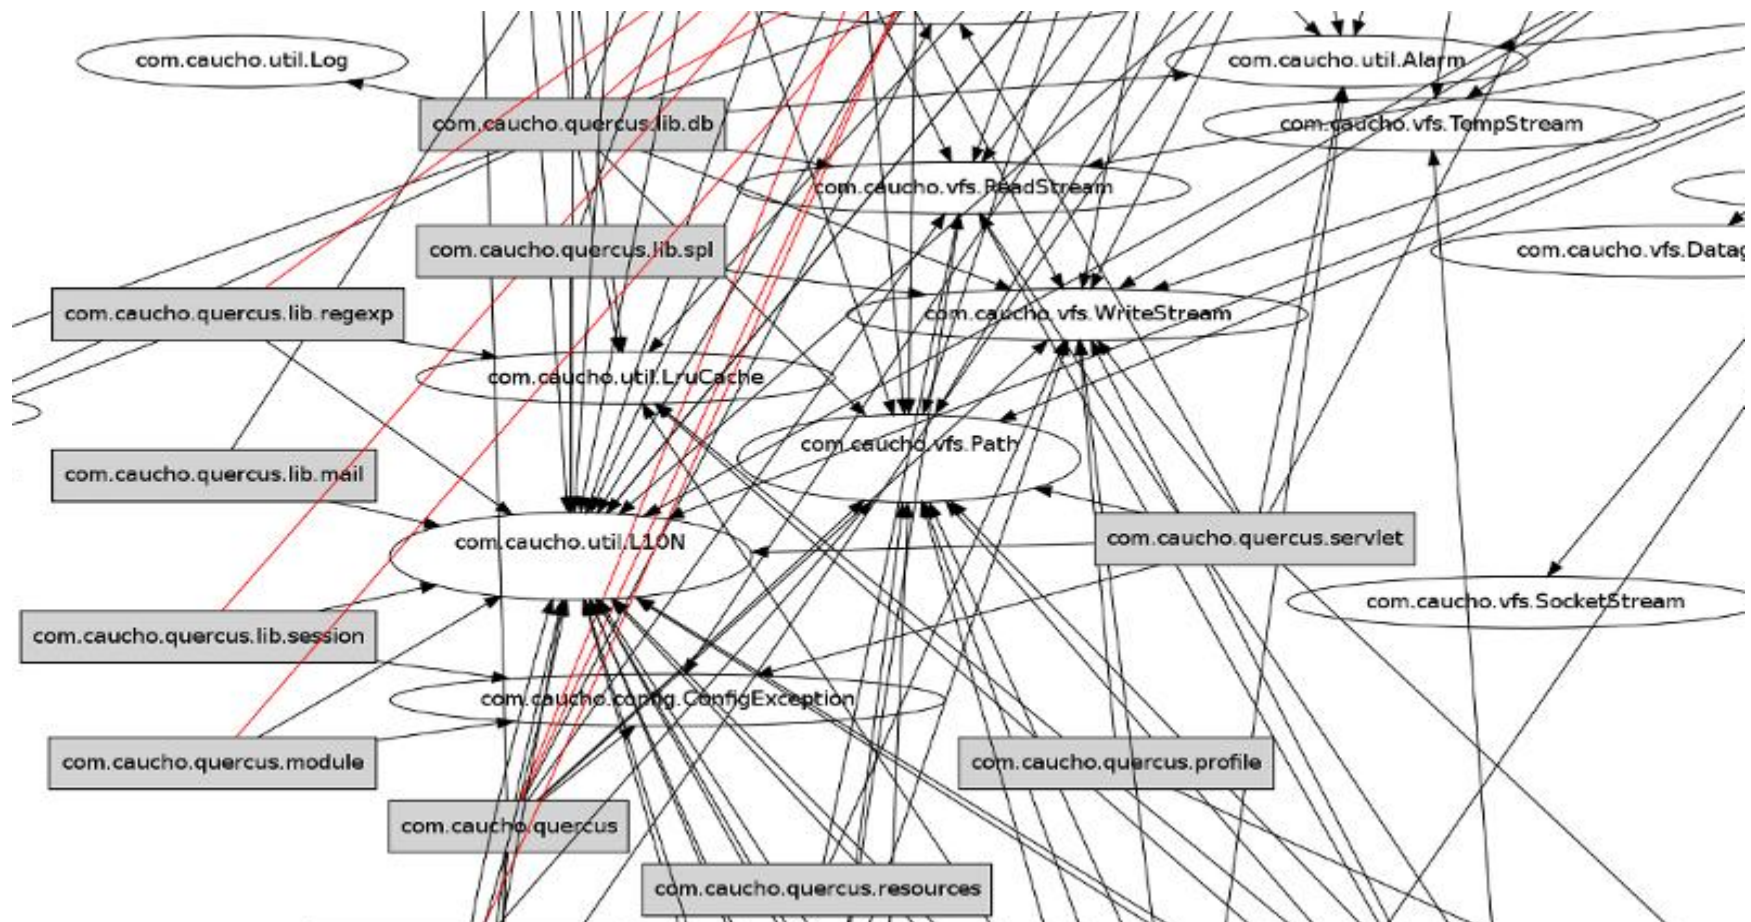 com.caucho.util.Log
com.caucho.util.Alarm
com.caucho.quercus.lib.db
com.caucho.vfs.TempStream
com.caucho.vfs.ReadStream
com.caucho.quercus.lib.spl
com.caucho.vfs.Datag
com.caucho.quercus.lib.regexp
com.caucho.vfs.WriteStream
com.caucho.util.LruCache
com.caucho.vfs.Path
com.caucho.quercus.lib.mail
com.caucho.util.L10N
com.caucho.quercus.servlet
com.caucho.vfs.SocketStream
com.caucho.quercus.lib.session
com.caucho.config.ConfigException
com.caucho.quercus.module
com.caucho.quercus.profile
com.caucho.quercus
com.caucho.quercus.resources